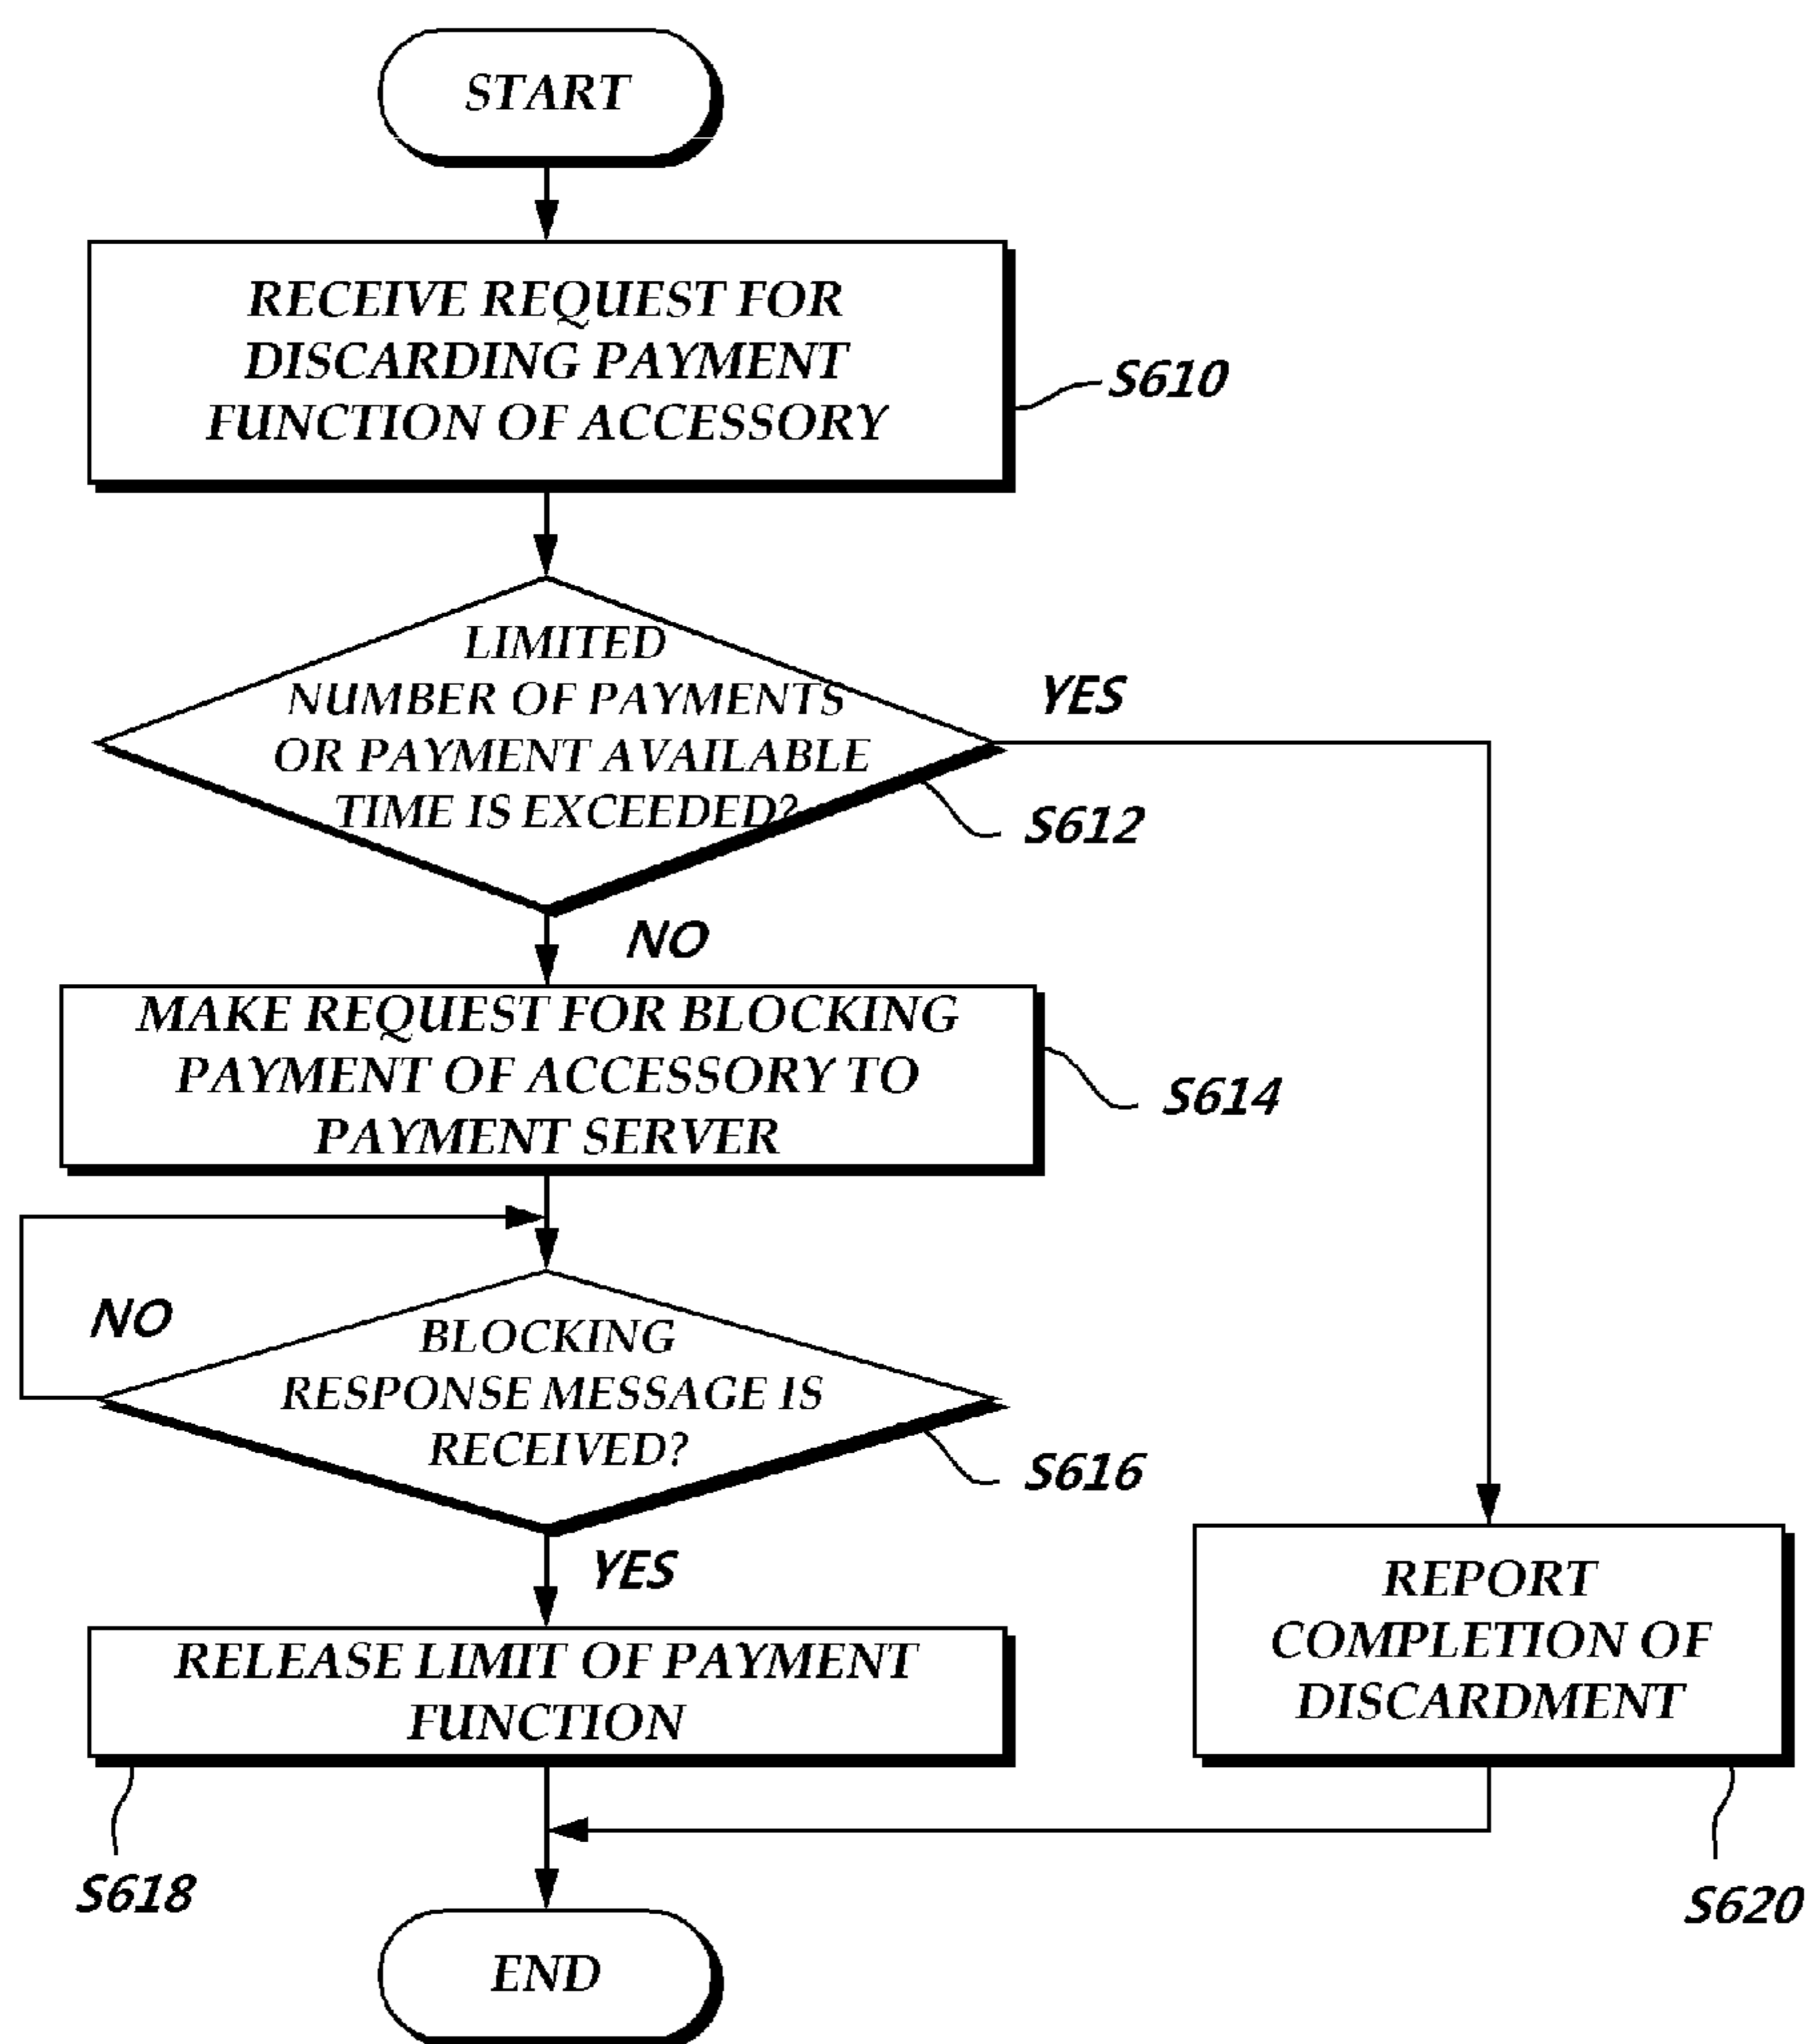 START
RECEIVE REQUEST FOR
DISCARDING PAYMENT
FUNCTION OF ACCESSORY
S610
LIMITED
NUMBER OF PAYMENTS
OR PAYMENT AVAILABLE
TIME IS EXCEEDED?
YES
S612
NO
MAKE REQUEST FOR BLOCKING
PAYMENT OF ACCESSORY TO
PAYMENT SERVER
S614
NO
BLOCKING
RESPONSE MESSAGE IS
RECEIVED?
S616
YES
RELEASE LIMIT OF PAYMENT
FUNCTION
S618
REPORT
COMPLETION OF
DISCARDMENT
S620
END